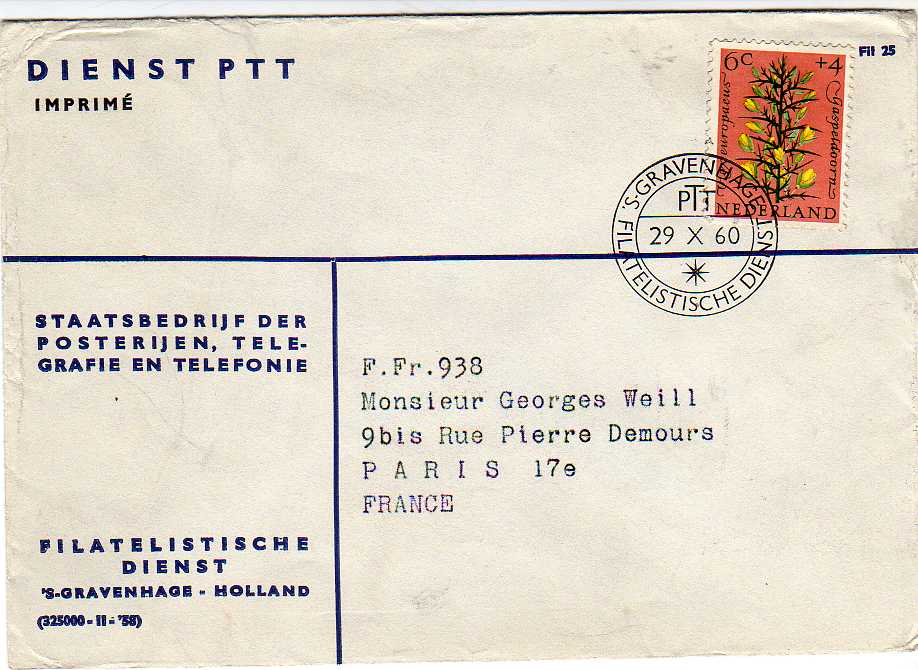 DIENST PTT
IMPRIMÉ
Fil 25
6c +4
europaeus
Gaspeldoorn
NEDERLAND
'S-GRAVENHAGE
PTT
29 X 60
FILATELISTISCHE DIENST
STAATSBEDRIJF DER
POSTERIJEN, TELE-
GRAFIE EN TELEFONIE
F.Fr.938
Monsieur Georges Weill
9bis Rue Pierre Demours
PARIS 17e
FRANCE
FILATELISTISCHE
DIENST
'S-GRAVENHAGE - HOLLAND
(325000 - II - '58)